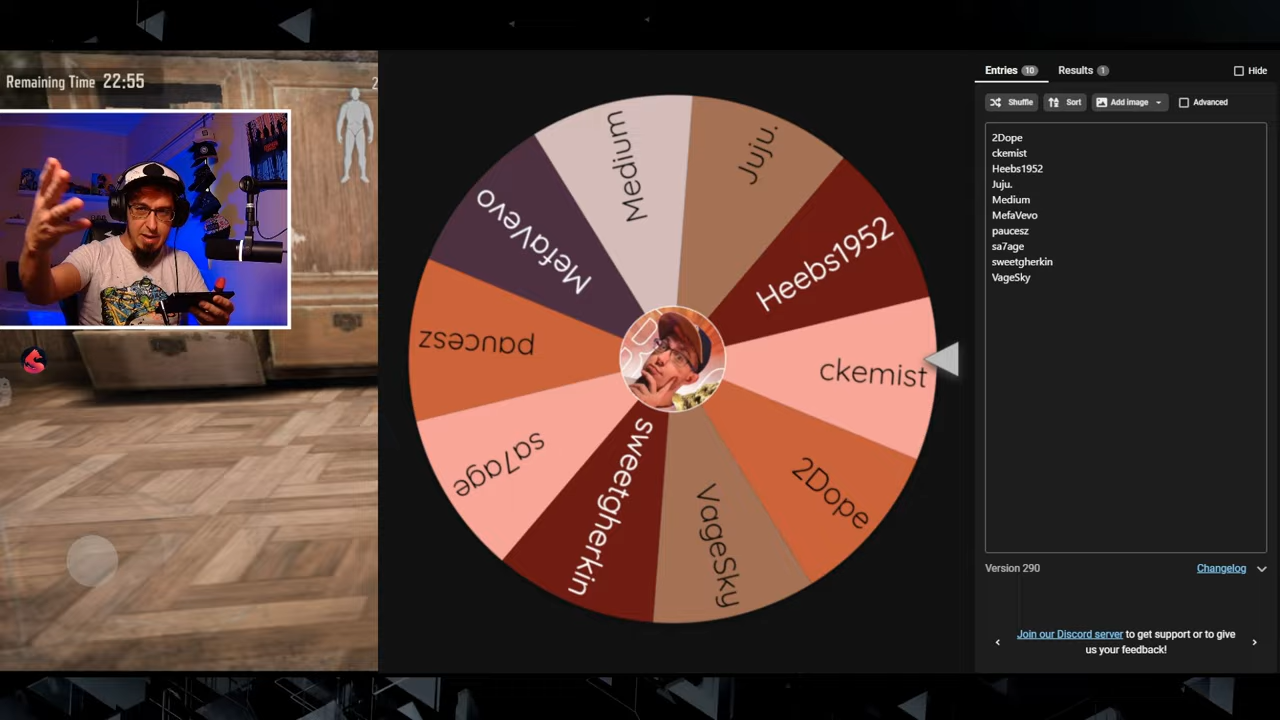 Remaining Time 22:55
2
Medium
Juju.
MefaVevo
Heebs1952
paucesz
ckemist
sa7age
2Dope
sweetgherkin
VageSky
Entries 10
Results 1
Hide
Shuffle
Sort
Add image
Advanced
2Dope
ckemist
Heebs1952
Juju.
Medium
MefaVevo
paucesz
sa7age
sweetgherkin
VageSky
Version 290
Changelog
Join our Discord server to get support or to give
us your feedback!